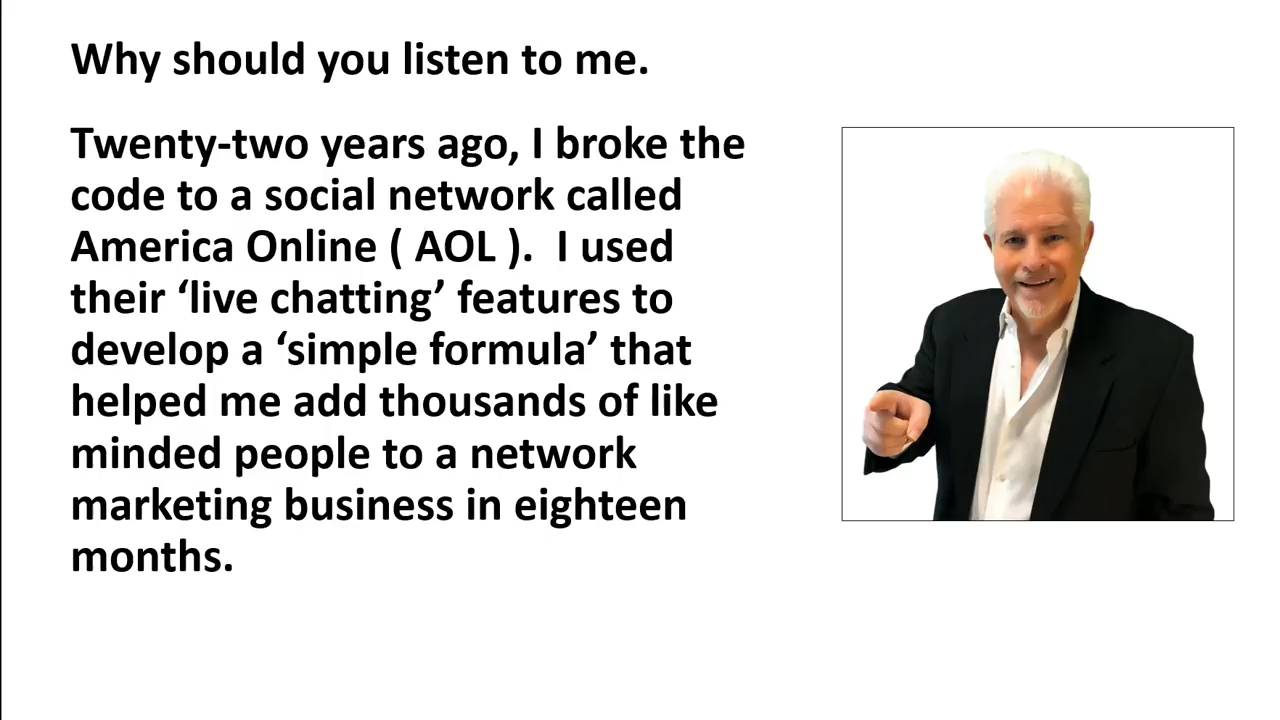 Why should you listen to me.
Twenty-two years ago, I broke the
code to a social network called
America Online ( AOL ).  I used
their ‘live chatting’ features to
develop a ‘simple formula’ that
helped me add thousands of like
minded people to a network
marketing business in eighteen
months.